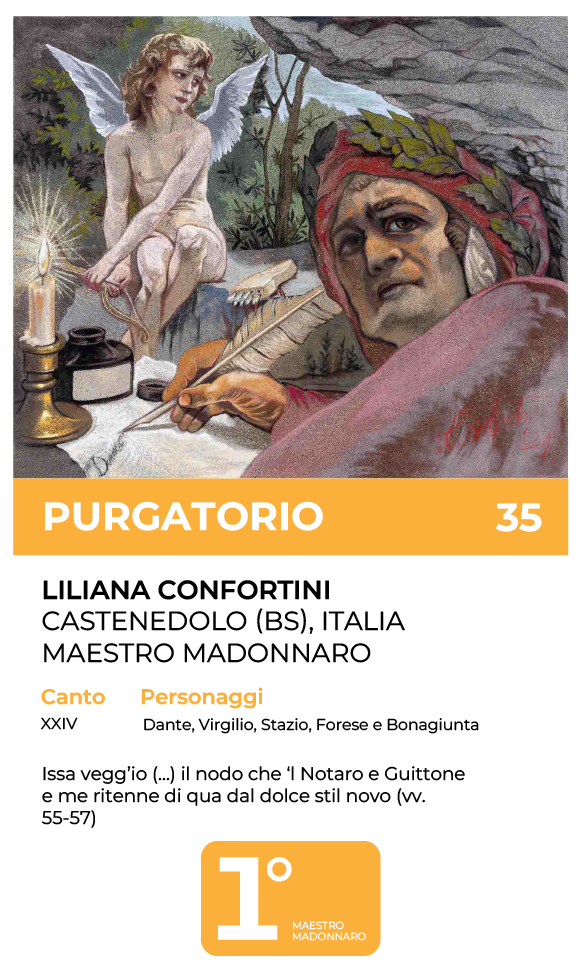 PURGATORIO 35
LILIANA CONFORTINI
CASTENEDOLO (BS), ITALIA
MAESTRO MADONNARO
Canto Personaggi
XXIV Dante, Virgilio, Stazio, Forese e Bonagiunta
Issa vegg’io (...) il nodo che ‘l Notaro e Guittone
e me ritenne di qua dal dolce stil novo (vv.
55-57)
1°
MAESTRO
MADONNARO